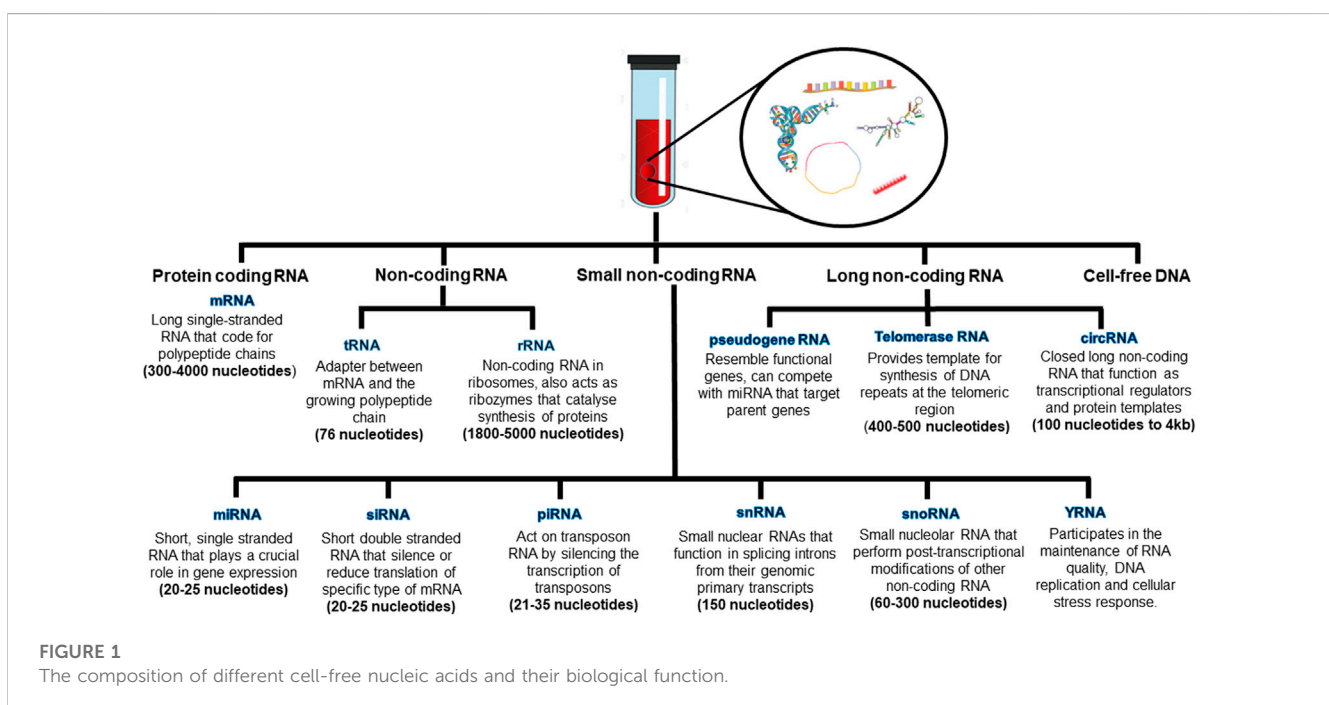 Protein coding RNA
Non-coding RNA
Small non-coding RNA
Long non-coding RNA
Cell-free DNA
mRNA
Long single-stranded
RNA that code for
polypeptide chains
(300-4000 nucleotides)
tRNA
Adapter between
mRNA and the
growing polypeptide
chain
(76 nucleotides)
rRNA
Non-coding RNA in
ribosomes, also acts as
ribozymes that catalyse
synthesis of proteins
(1800-5000 nucleotides)
pseudogene RNA
Resemble functional
genes, can compete
with miRNA that target
parent genes
Telomerase RNA
Provides template for
synthesis of DNA
repeats at the telomeric
region
(400-500 nucleotides)
circRNA
Closed long non-coding
RNA that function as
transcriptional regulators
and protein templates
(100 nucleotides to 4kb)
miRNA
Short, single stranded
RNA that plays a crucial
role in gene expression
(20-25 nucleotides)
siRNA
Short double stranded
RNA that silence or
reduce translation of
specific type of mRNA
(20-25 nucleotides)
piRNA
Act on transposon
RNA by silencing the
transcription of
transposons
(21-35 nucleotides)
snRNA
Small nuclear RNAs that
function in splicing introns
from their genomic
primary transcripts
(150 nucleotides)
snoRNA
Small nucleolar RNA that
perform post-transcriptional
modifications of other
non-coding RNA
(60-300 nucleotides)
YRNA
Participates in the
maintenance of RNA
quality, DNA
replication and cellular
stress response.
FIGURE 1
The composition of different cell-free nucleic acids and their biological function.